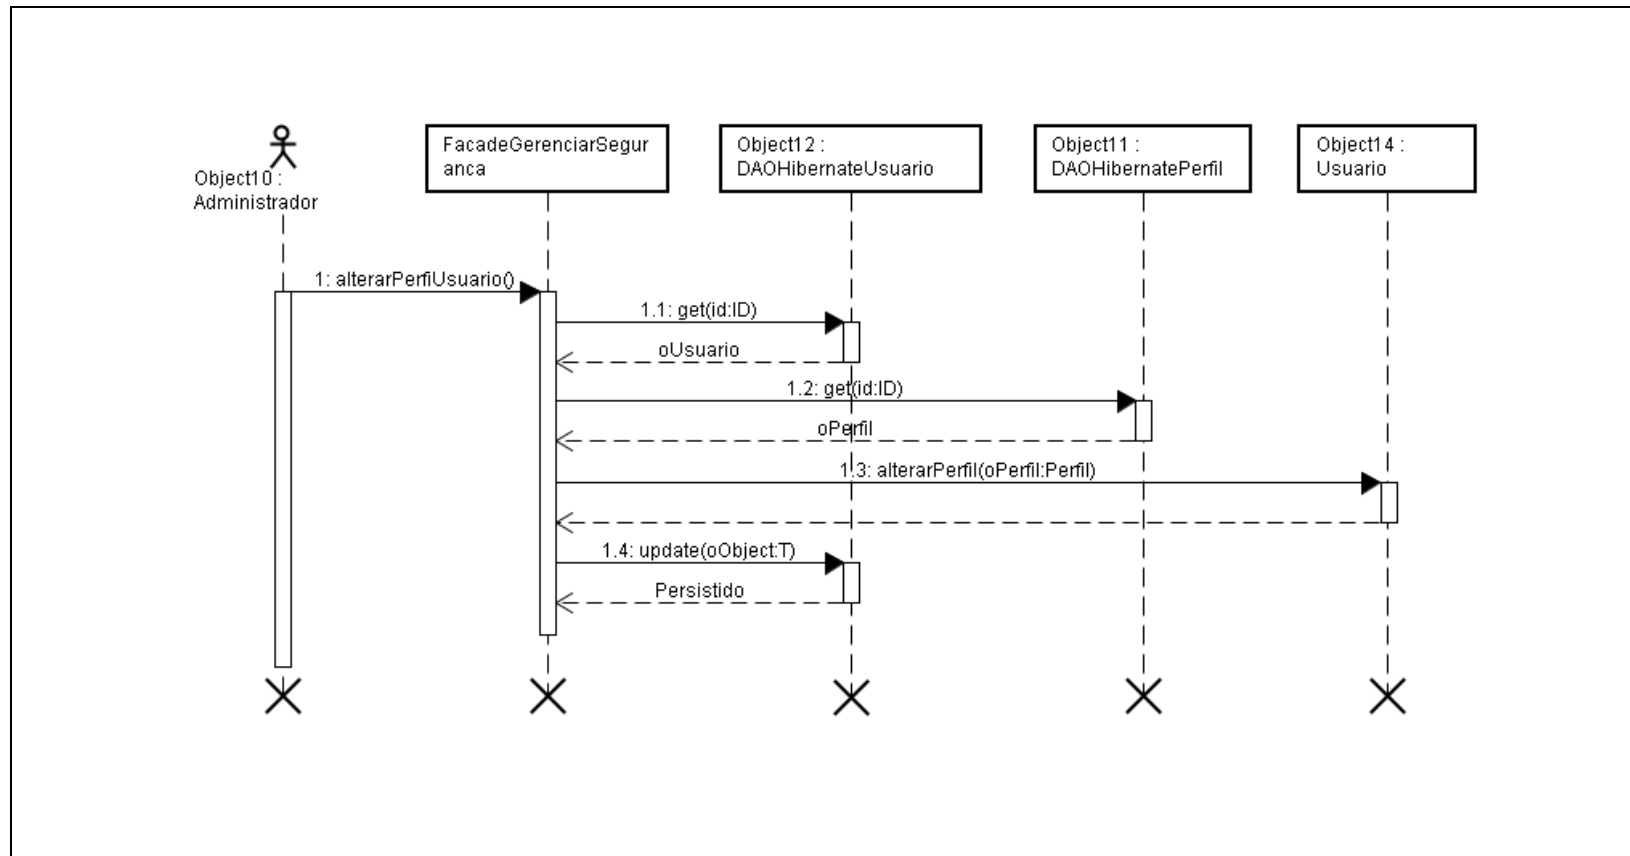 Object10 :
Administrador
FacadeGerenciarSegur
anca
Object12 :
DAOHibernateUsuario
Object11 :
DAOHibernatePerfil
Object14 :
Usuario
1: alterarPerfiUsuario()
1.1: get(id:ID)
oUsuario
1.2: get(id:ID)
oPerfil
1.3: alterarPerfil(oPerfil:Perfil)
1.4: update(oObject:T)
Persistido